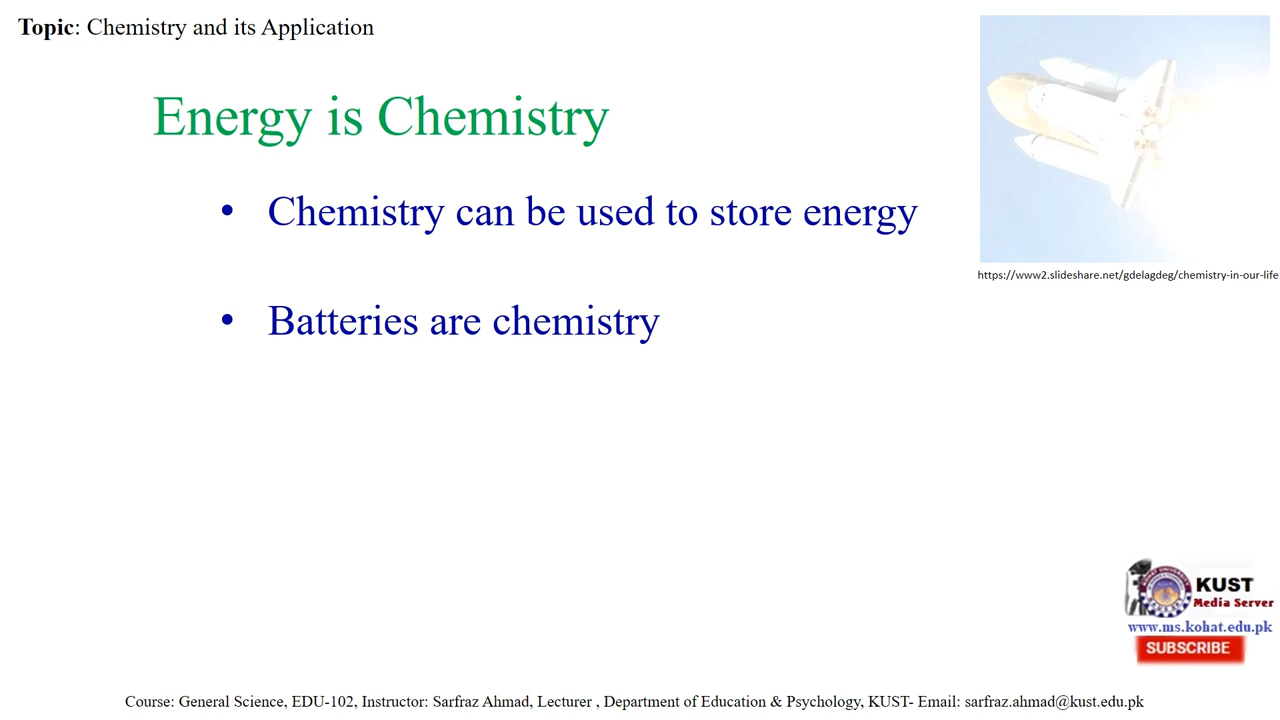 Topic: Chemistry and its Application
Energy is Chemistry
• Chemistry can be used to store energy
https://www2.slideshare.net/gdelagdeg/chemistry-in-our-life
• Batteries are chemistry
KUST
Media Server
www.ms.kohat.edu.pk
SUBSCRIBE
Course: General Science, EDU-102, Instructor: Sarfraz Ahmad, Lecturer , Department of Education & Psychology, KUST- Email: sarfraz.ahmad@kust.edu.pk